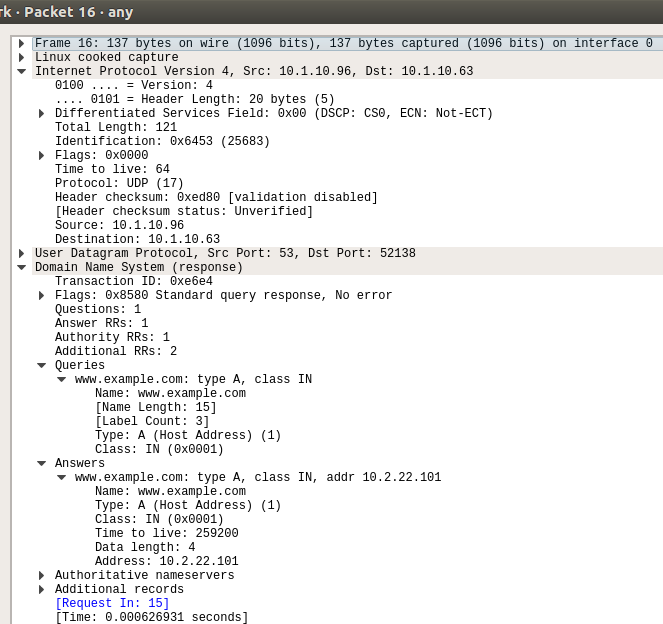 rk · Packet 16 · any
Frame 16: 137 bytes on wire (1096 bits), 137 bytes captured (1096 bits) on interface 0
Linux cooked capture
Internet Protocol Version 4, Src: 10.1.10.96, Dst: 10.1.10.63
0100 .... = Version: 4
.... 0101 = Header Length: 20 bytes (5)
Differentiated Services Field: 0x00 (DSCP: CS0, ECN: Not-ECT)
Total Length: 121
Identification: 0x6453 (25683)
Flags: 0x0000
Time to live: 64
Protocol: UDP (17)
Header checksum: 0xed80 [validation disabled]
[Header checksum status: Unverified]
Source: 10.1.10.96
Destination: 10.1.10.63
User Datagram Protocol, Src Port: 53, Dst Port: 52138
Domain Name System (response)
Transaction ID: 0xe6e4
Flags: 0x8580 Standard query response, No error
Questions: 1
Answer RRs: 1
Authority RRs: 1
Additional RRs: 2
Queries
www.example.com: type A, class IN
Name: www.example.com
[Name Length: 15]
[Label Count: 3]
Type: A (Host Address) (1)
Class: IN (0x0001)
Answers
www.example.com: type A, class IN, addr 10.2.22.101
Name: www.example.com
Type: A (Host Address) (1)
Class: IN (0x0001)
Time to live: 259200
Data length: 4
Address: 10.2.22.101
Authoritative nameservers
Additional records
[Request In: 15]
[Time: 0.000626931 seconds]